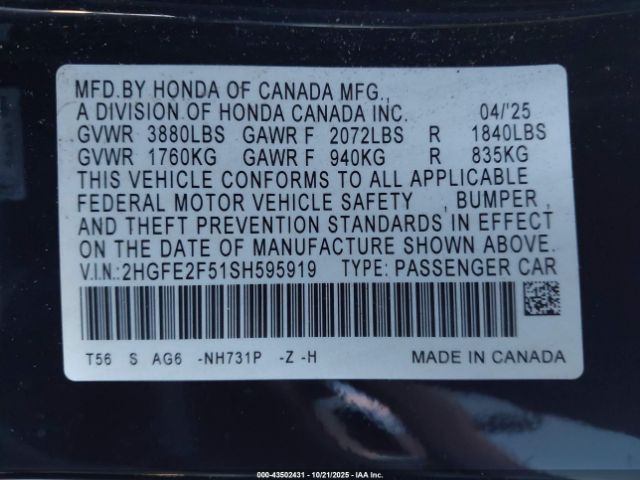 MFD.BY HONDA OF CANADA MFG.,
A DIVISION OF HONDA CANADA INC. 04/'25
GVWR 3880LBS GAWR F 2072LBS R 1840LBS
GVWR 1760KG GAWR F 940KG R 835KG
THIS VEHICLE CONFORMS TO ALL APPLICABLE
FEDERAL MOTOR VEHICLE SAFETY , BUMPER ,
AND THEFT PREVENTION STANDARDS IN EFFECT
ON THE DATE OF MANUFACTURE SHOWN ABOVE.
V.I.N.:2HGFE2F51SH595919 TYPE: PASSENGER CAR
T56 S AG6 -NH731P -Z -H MADE IN CANADA
000-43502431 - 10/21/2025 - IAA Inc.